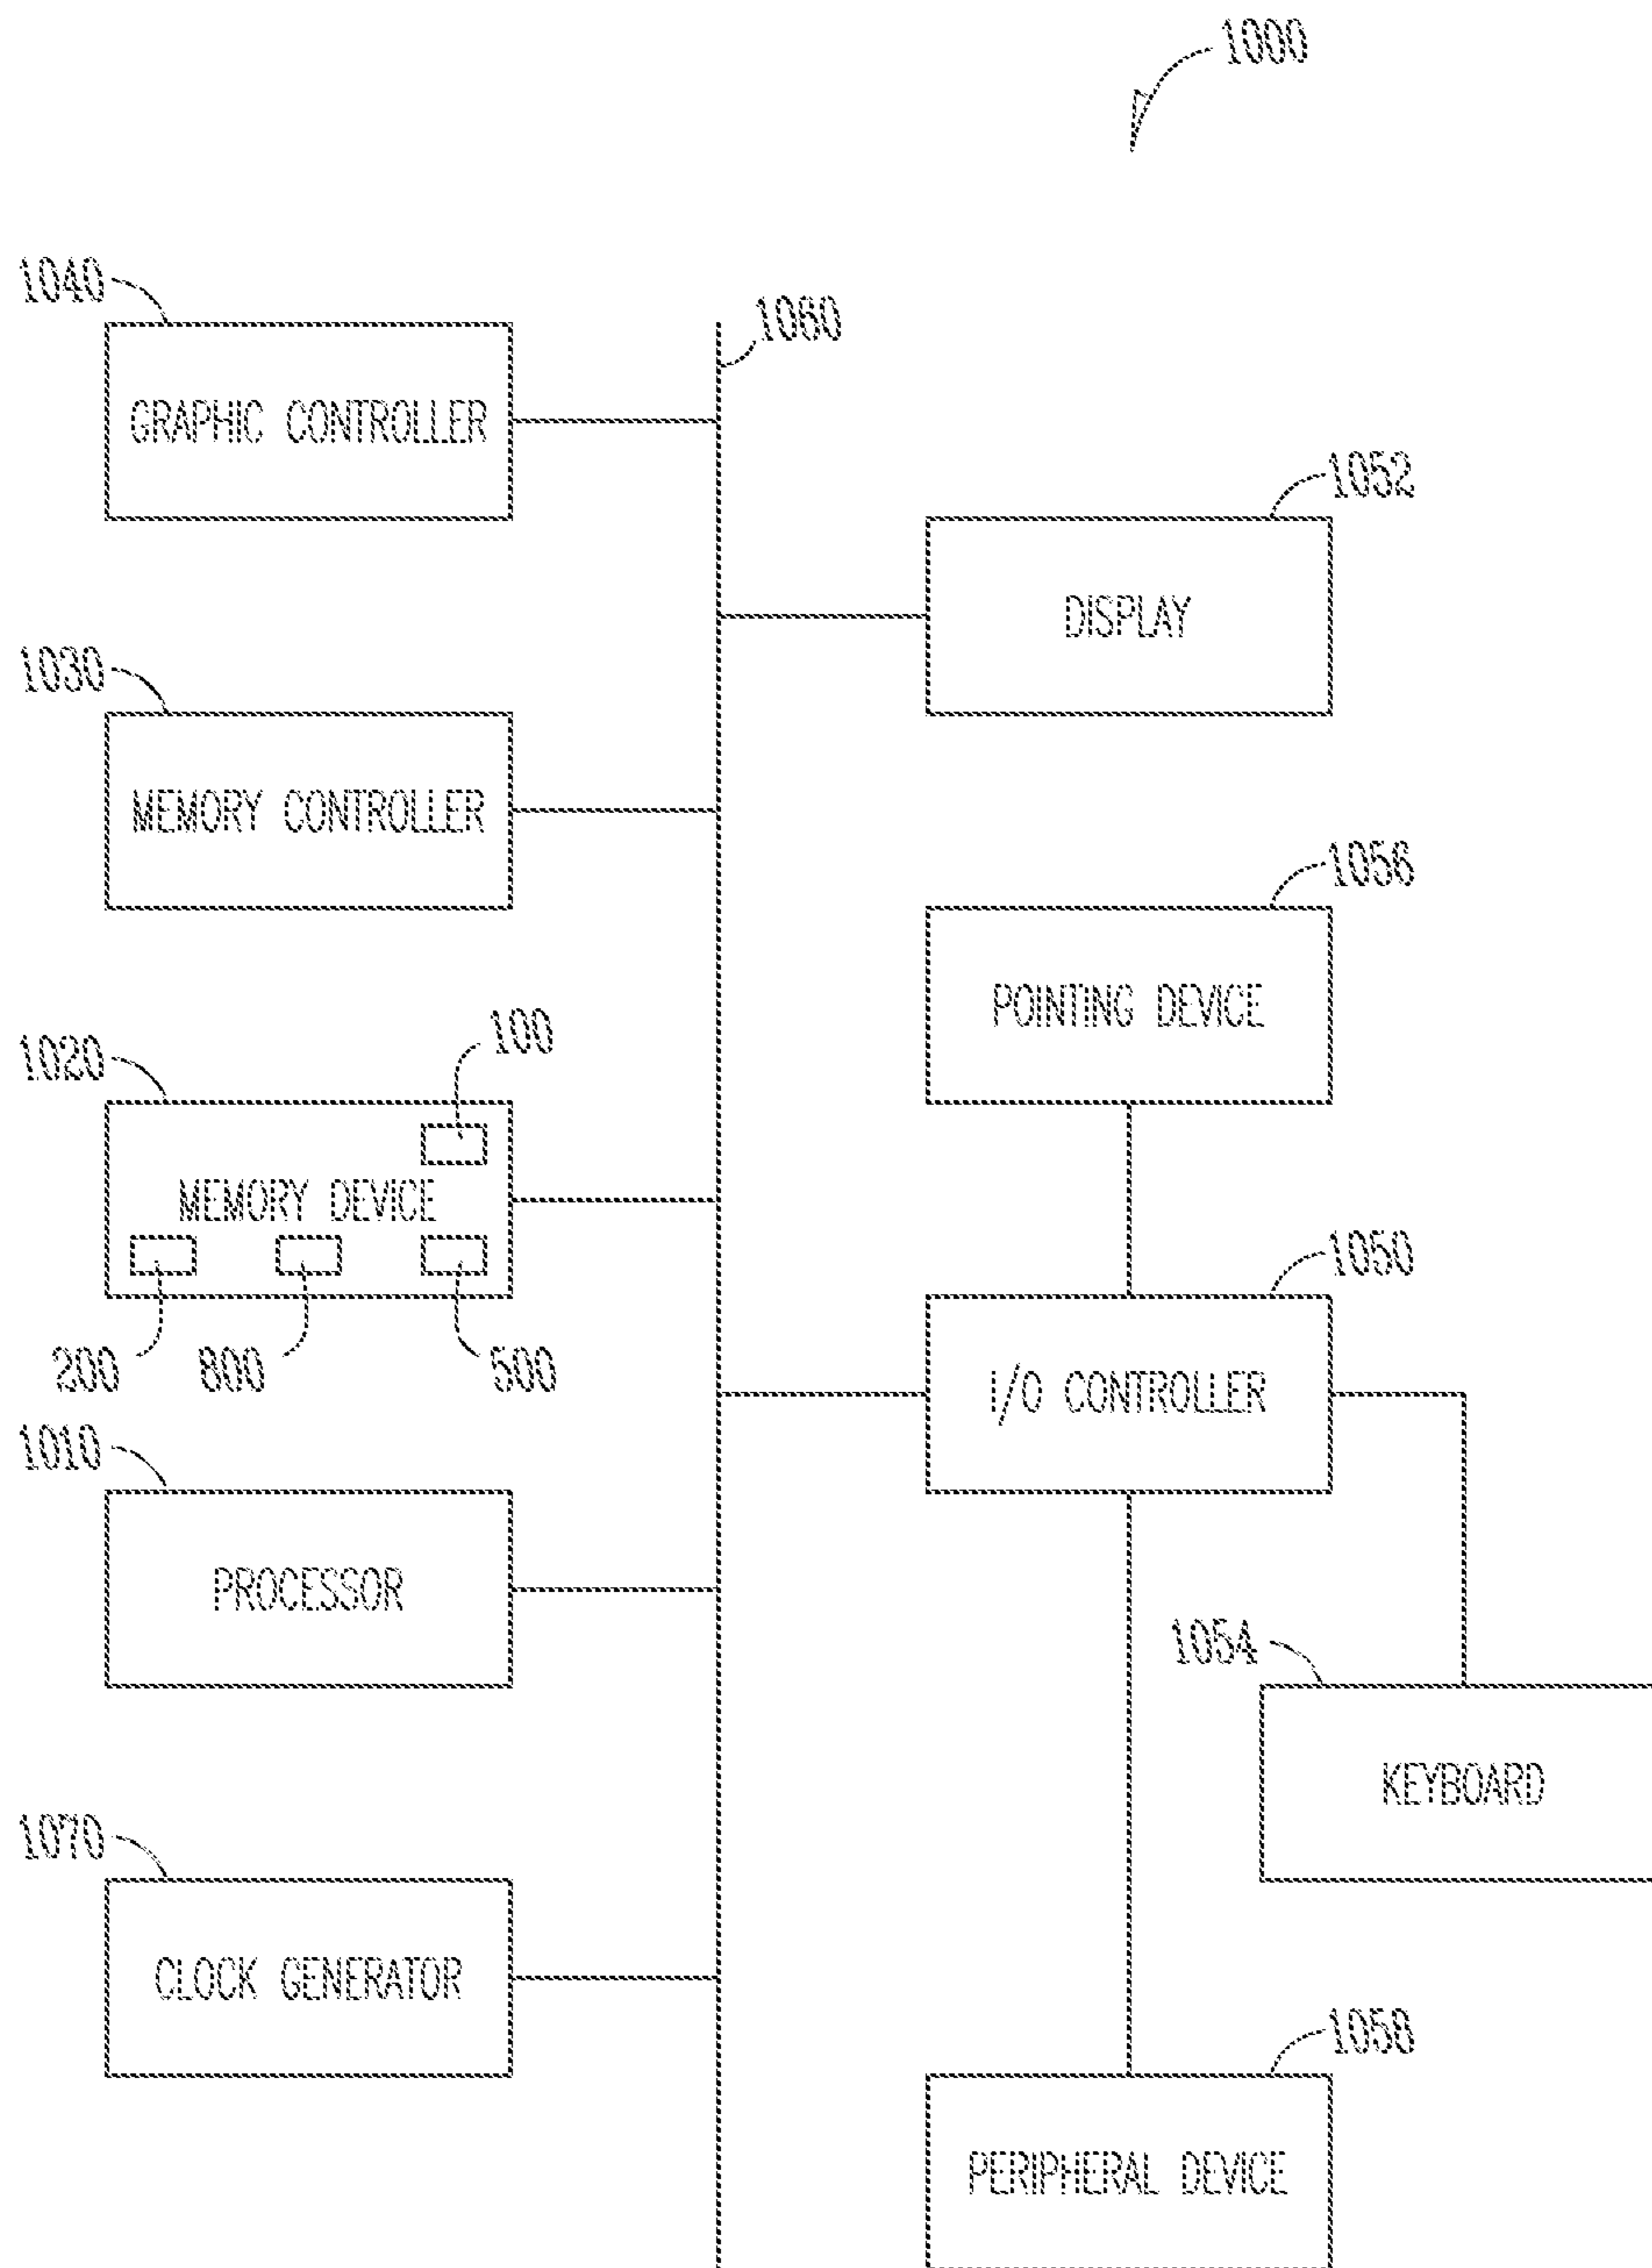 1000
1040
1060
GRAPHIC CONTROLLER
1052
DISPLAY
1030
MEMORY CONTROLLER
1056
POINTING DEVICE
100
1020
MEMORY DEVICE
200
800
500
1050
I/O CONTROLLER
1010
PROCESSOR
1054
KEYBOARD
1070
CLOCK GENERATOR
1058
PERIPHERAL DEVICE